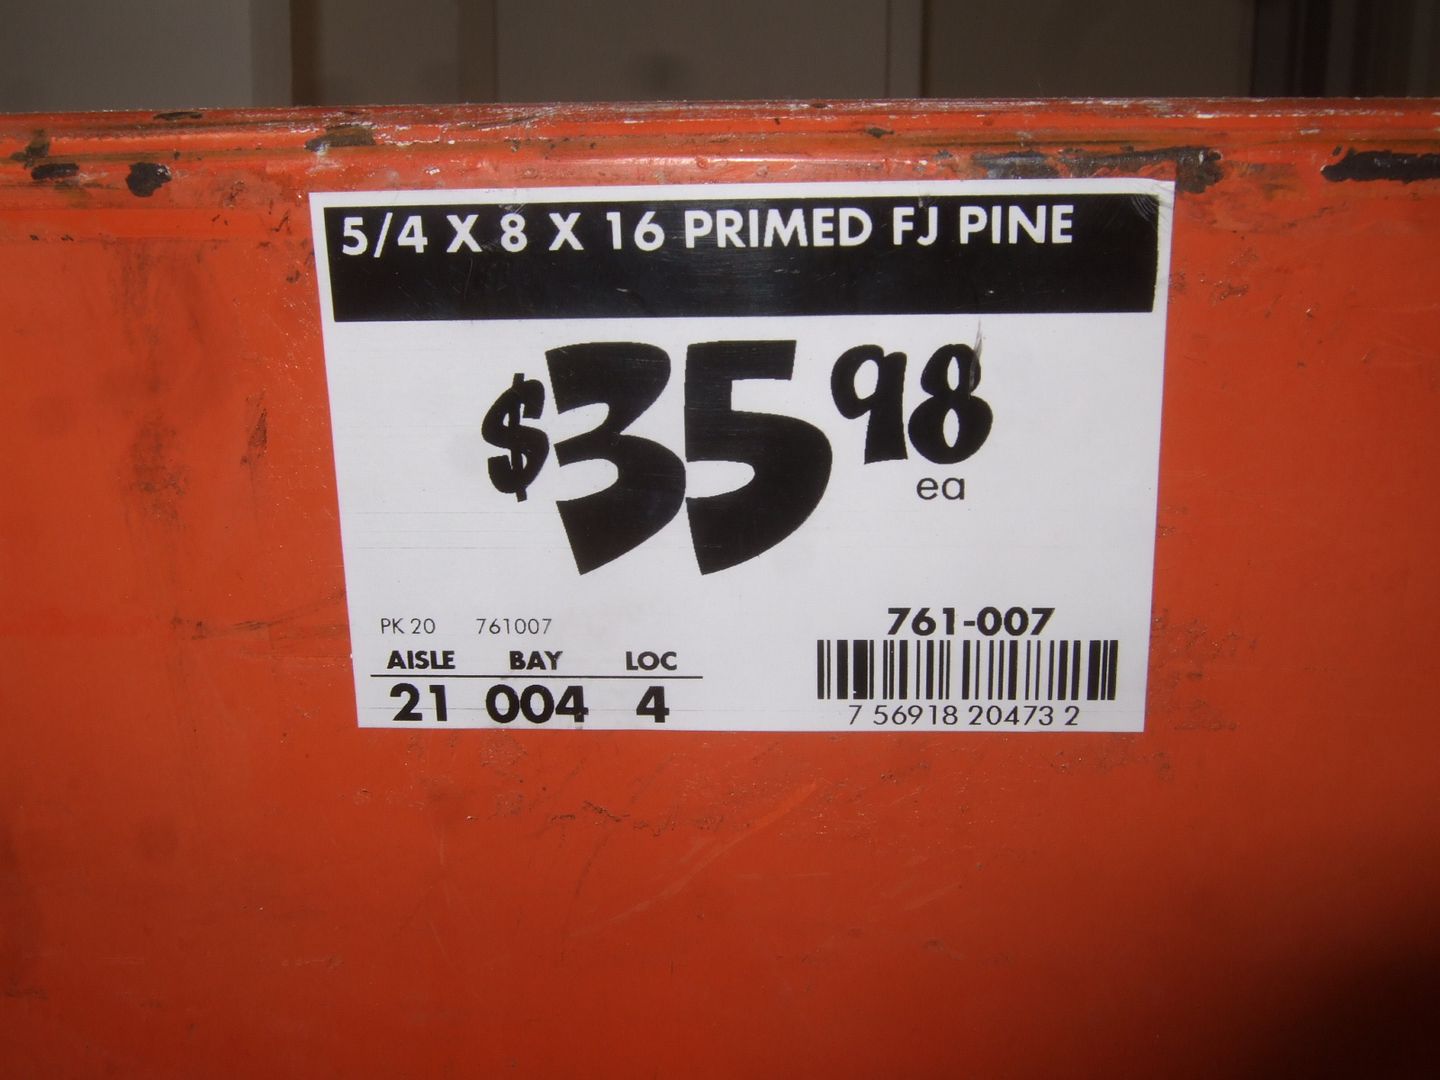 5/4 X 8 X 16 PRIMED FJ PINE
$35 98
ea
PK 20 761007
761-007
AISLE BAY LOC
21 004 4
7 56918 20473 2